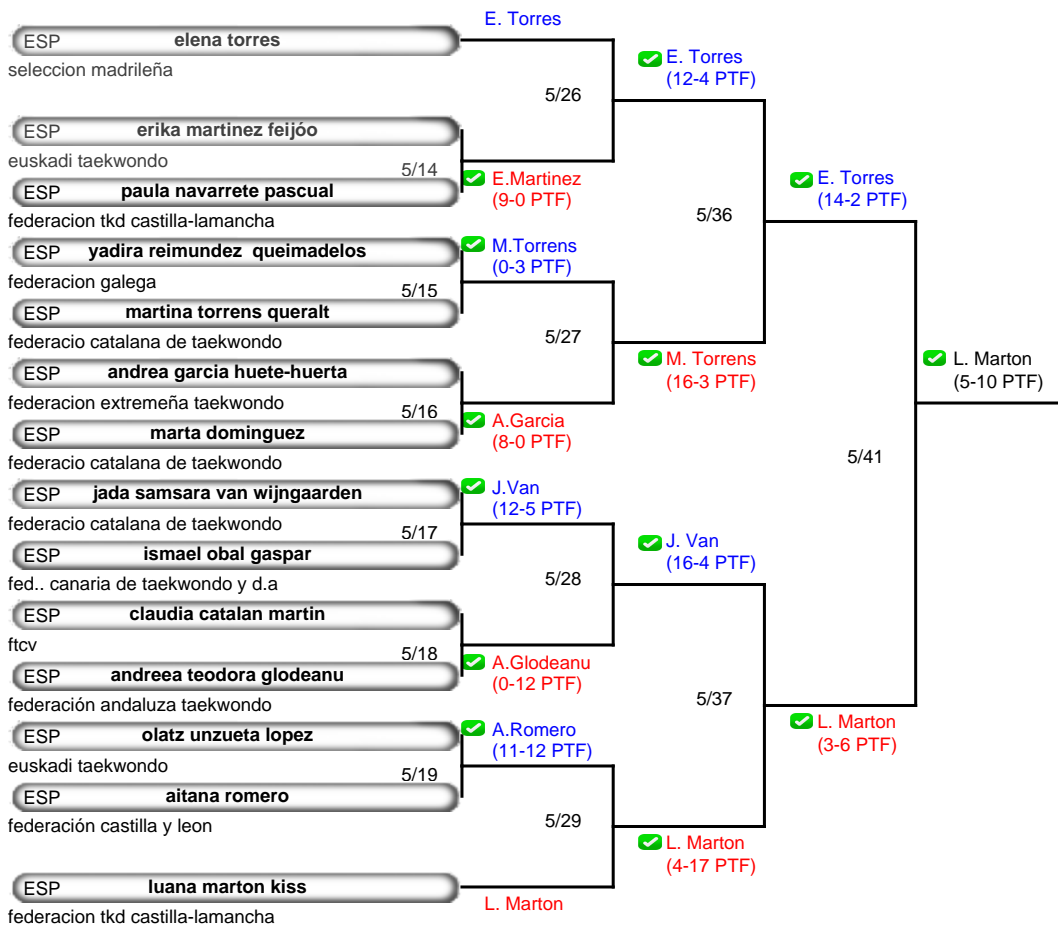 E. Torres
ESP elena torres
seleccion madrileña
E. Torres
(12-4 PTF)
5/26
ESP erika martinez feijóo
euskadi taekwondo
5/14
E.Martinez
(9-0 PTF)
ESP paula navarrete pascual
federacion tkd castilla-lamancha
E. Torres
(14-2 PTF)
5/36
ESP yadira reimundez queimadelos
federacion galega
M.Torrens
(0-3 PTF)
5/15
ESP martina torrens queralt
federacio catalana de taekwondo
5/27
ESP andrea garcia huete-huerta
federacion extremeña taekwondo
M. Torrens
(16-3 PTF)
L. Marton
(5-10 PTF)
5/16
A.Garcia
(8-0 PTF)
ESP marta dominguez
federacio catalana de taekwondo
5/41
ESP jada samsara van wijngaarden
federacio catalana de taekwondo
J.Van
(12-5 PTF)
5/17
ESP ismael obal gaspar
fed.. canaria de taekwondo y d.a
J. Van
(16-4 PTF)
5/28
ESP claudia catalan martin
ftcv
5/18
A.Glodeanu
(0-12 PTF)
ESP andreea teodora glodeanu
federación andaluza taekwondo
5/37
ESP olatz unzueta lopez
euskadi taekwondo
A.Romero
(11-12 PTF)
L. Marton
(3-6 PTF)
5/19
ESP aitana romero
federación castilla y leon
5/29
L. Marton
(4-17 PTF)
ESP luana marton kiss
federacion tkd castilla-lamancha
L. Marton